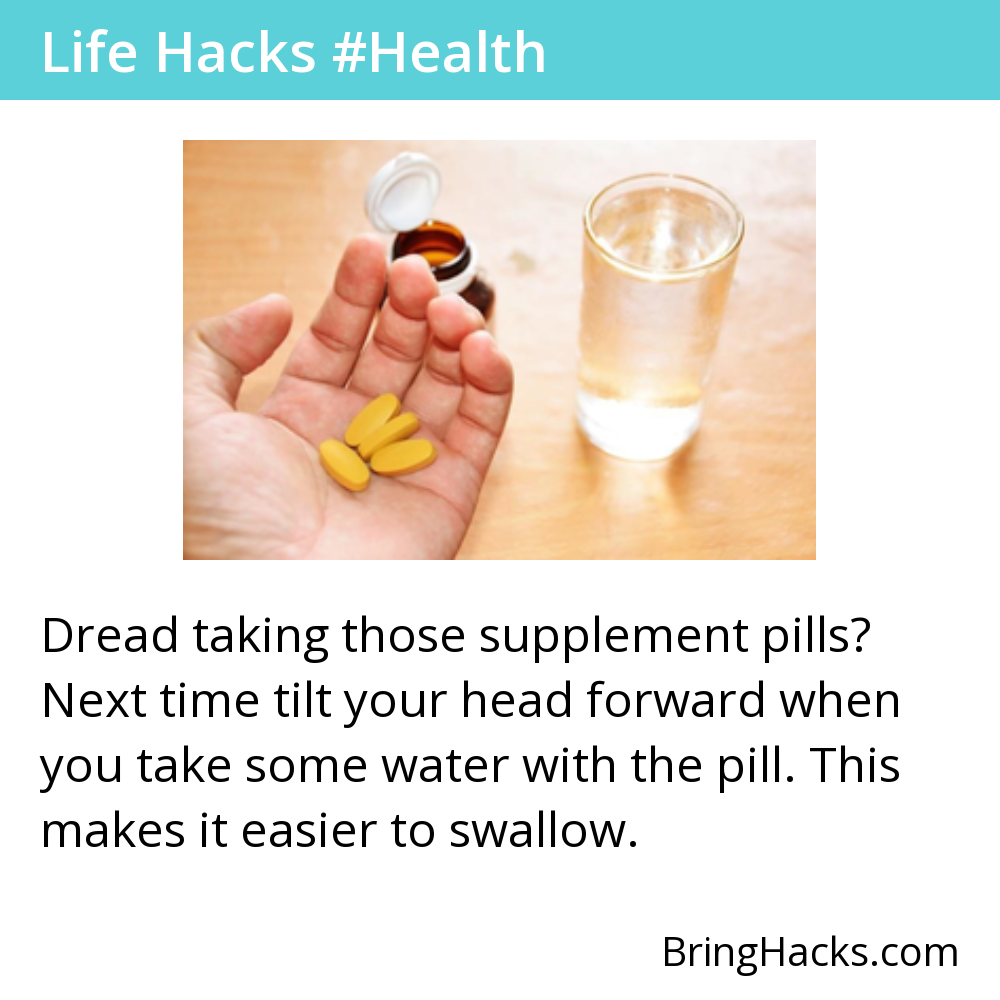 Life Hacks #Health
Dread taking those supplement pills?
Next time tilt your head forward when
you take some water with the pill. This
makes it easier to swallow.
BringHacks.com